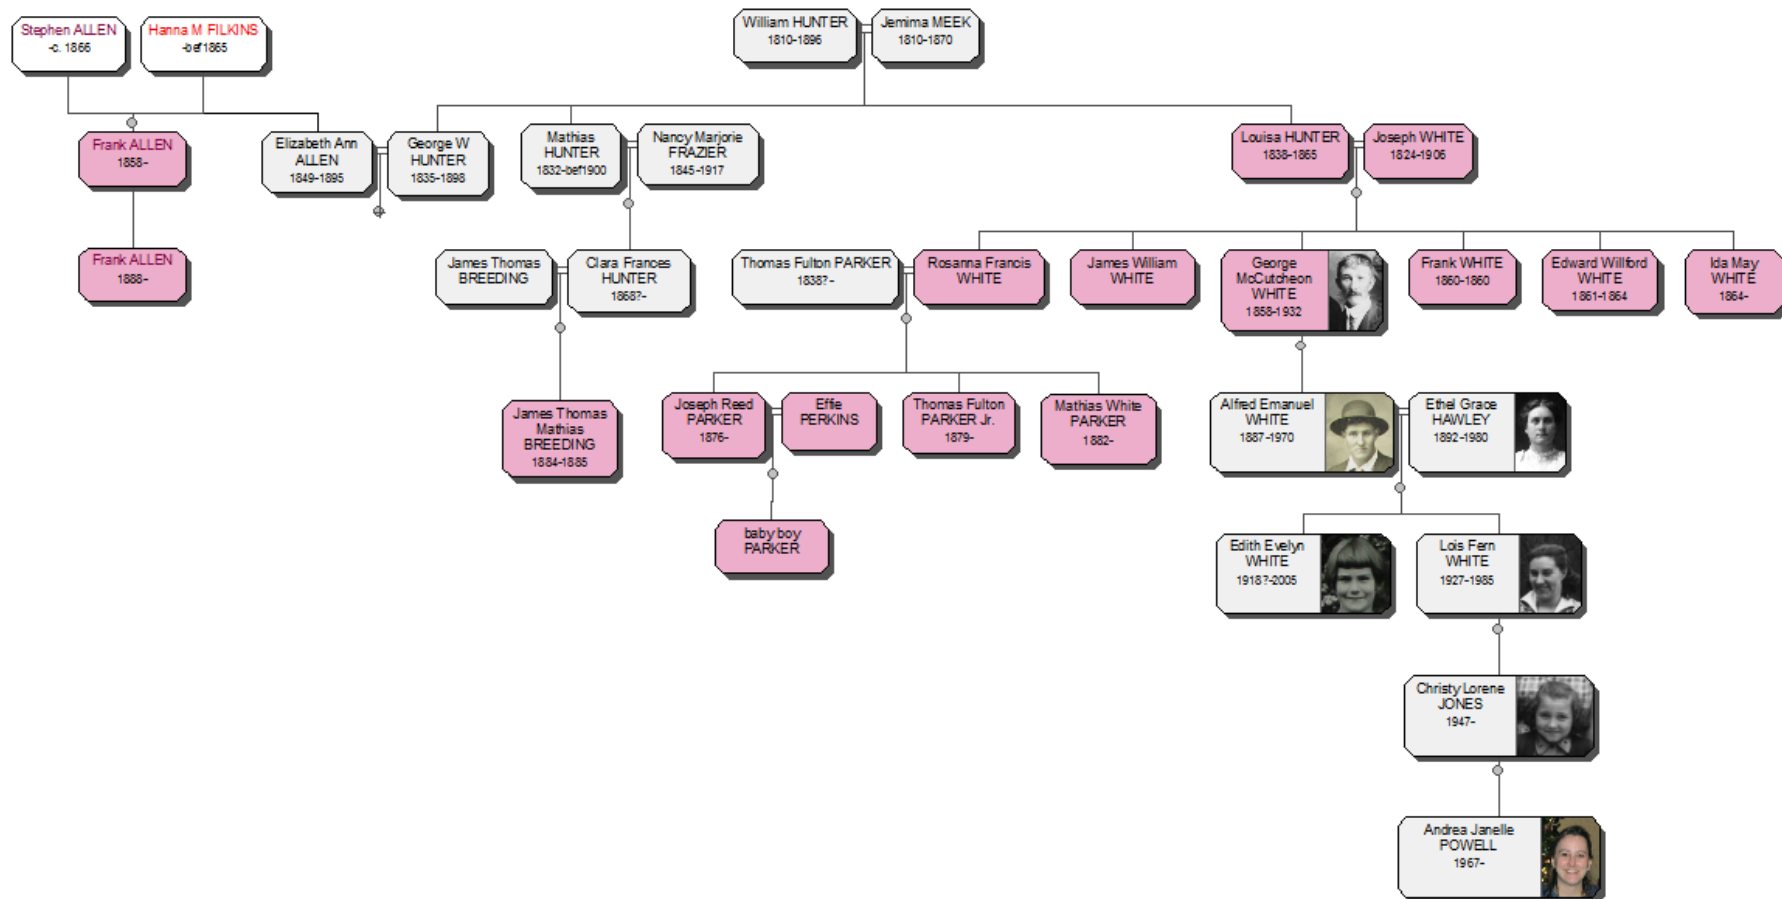 Stephen ALLEN
-c. 1866
Hanna M FILKINS
-bef1865
William HUNTER
1810-1896
Jemima MEEK
1810-1870
Frank ALLEN
1858-
Elizabeth Ann
ALLEN
1849-1895
George W
HUNTER
1835-1898
Mathias
HUNTER
1832-bef1900
Nancy Marjorie
FRAZIER
1845-1917
Louisa HUNTER
1838-1865
Joseph WHITE
1824-1906
Frank ALLEN
1888-
James Thomas
BREEDING
Clara Frances
HUNTER
1868?-
Thomas Fulton PARKER
1838?-
Rosanna Francis
WHITE
James William
WHITE
George
McCutcheon
WHITE
1858-1932
Frank WHITE
1860-1860
Edward Willford
WHITE
1861-1864
Ida May
WHITE
1864-
James Thomas
Mathias
BREEDING
1884-1885
Joseph Reed
PARKER
1876-
Effie
PERKINS
Thomas Fulton
PARKER Jr.
1879-
Mathias White
PARKER
1882-
Alfred Emanuel
WHITE
1887-1970
Ethel Grace
HAWLEY
1892-1980
baby boy
PARKER
Edith Evelyn
WHITE
1918?-2005
Lois Fern
WHITE
1927-1985
Christy Lorene
JONES
1947-
Andrea Janelle
POWELL
1967-